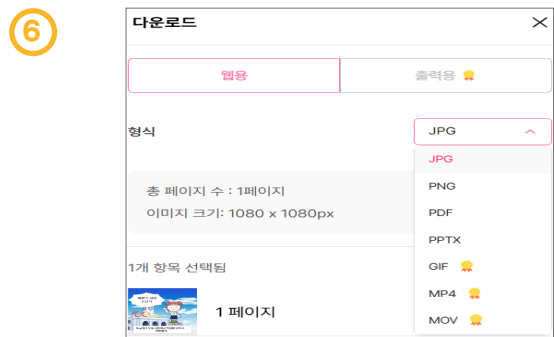 6
다운로드
웹용
출력용
형식
JPG
JPG
PNG
PDF
PPTX
GIF
MP4
MOV
총 페이지 수 : 1페이지
이미지 크기: 1080 x 1080px
1개 항목 선택됨
1 페이지